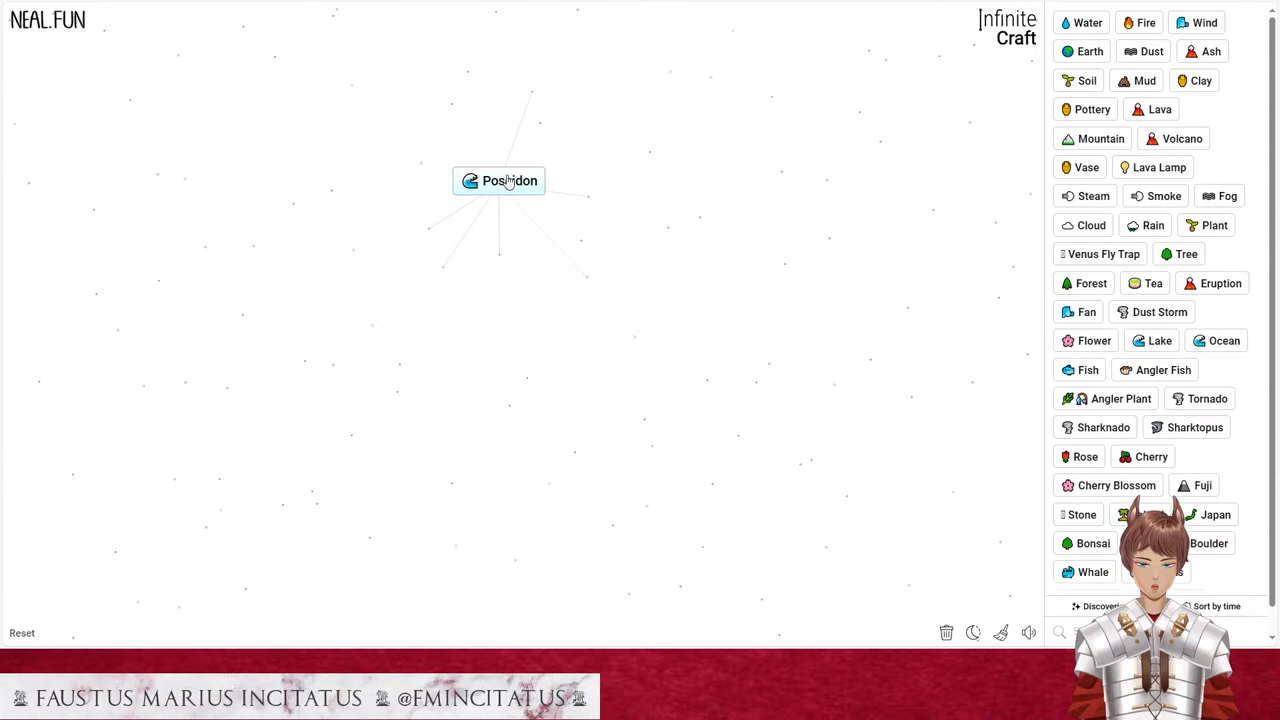 NEAL.FUN
Infinite
Craft
Poseidon
Reset
Water Fire Wind
Earth Dust Ash
Soil Mud Clay
Pottery Lava
Mountain Volcano
Vase Lava Lamp
Steam Smoke Fog
Cloud Rain Plant
Venus Fly Trap Tree
Forest Tea Eruption
Fan Dust Storm
Flower Lake Ocean
Fish Angler Fish
Angler Plant Tornado
Sharknado Sharktopus
Rose Cherry
Cherry Blossom Fuji
Stone Japan
Bonsai Boulder
Whale
Sort by time
FAUSTUS MARIUS INCITATUS @FMINCITATUS